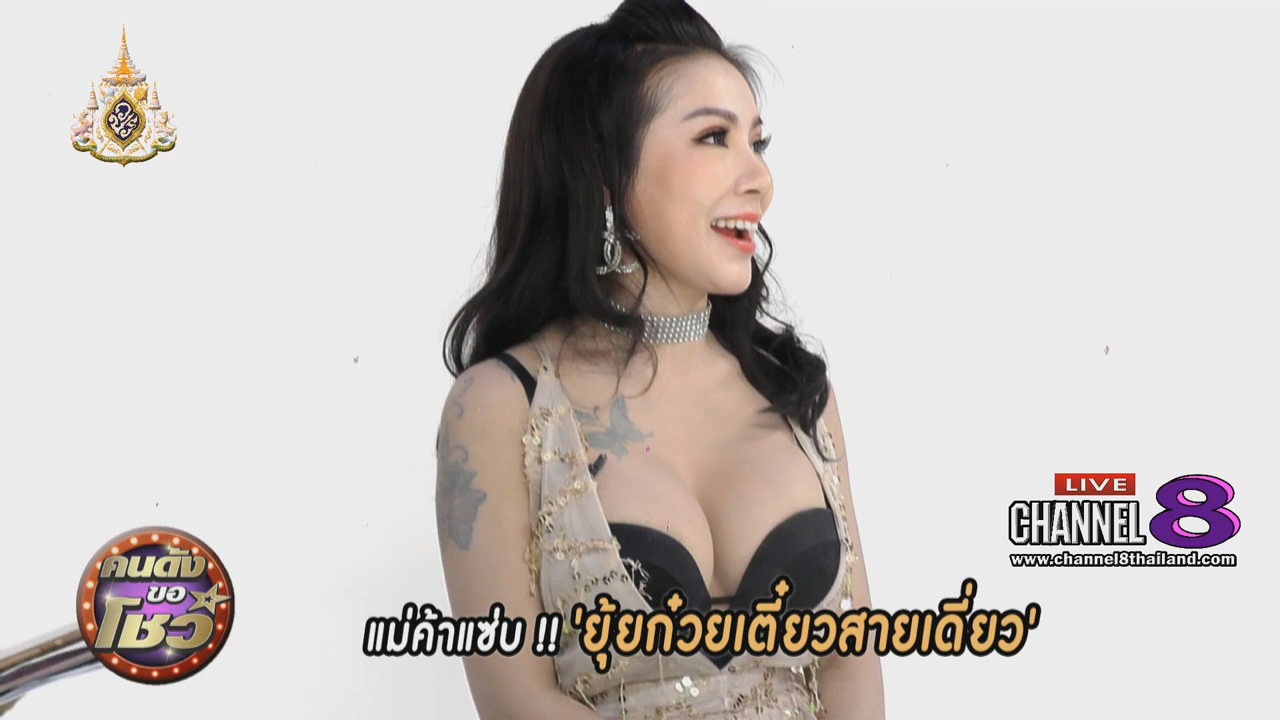 คนดัง
ขอ
โชว์
แม่ค้าแซ่บ !! 'ยุ้ยก๋วยเตี๋ยวสายเดี่ยว'
LIVE
CHANNEL 8
www.channel8thailand.com